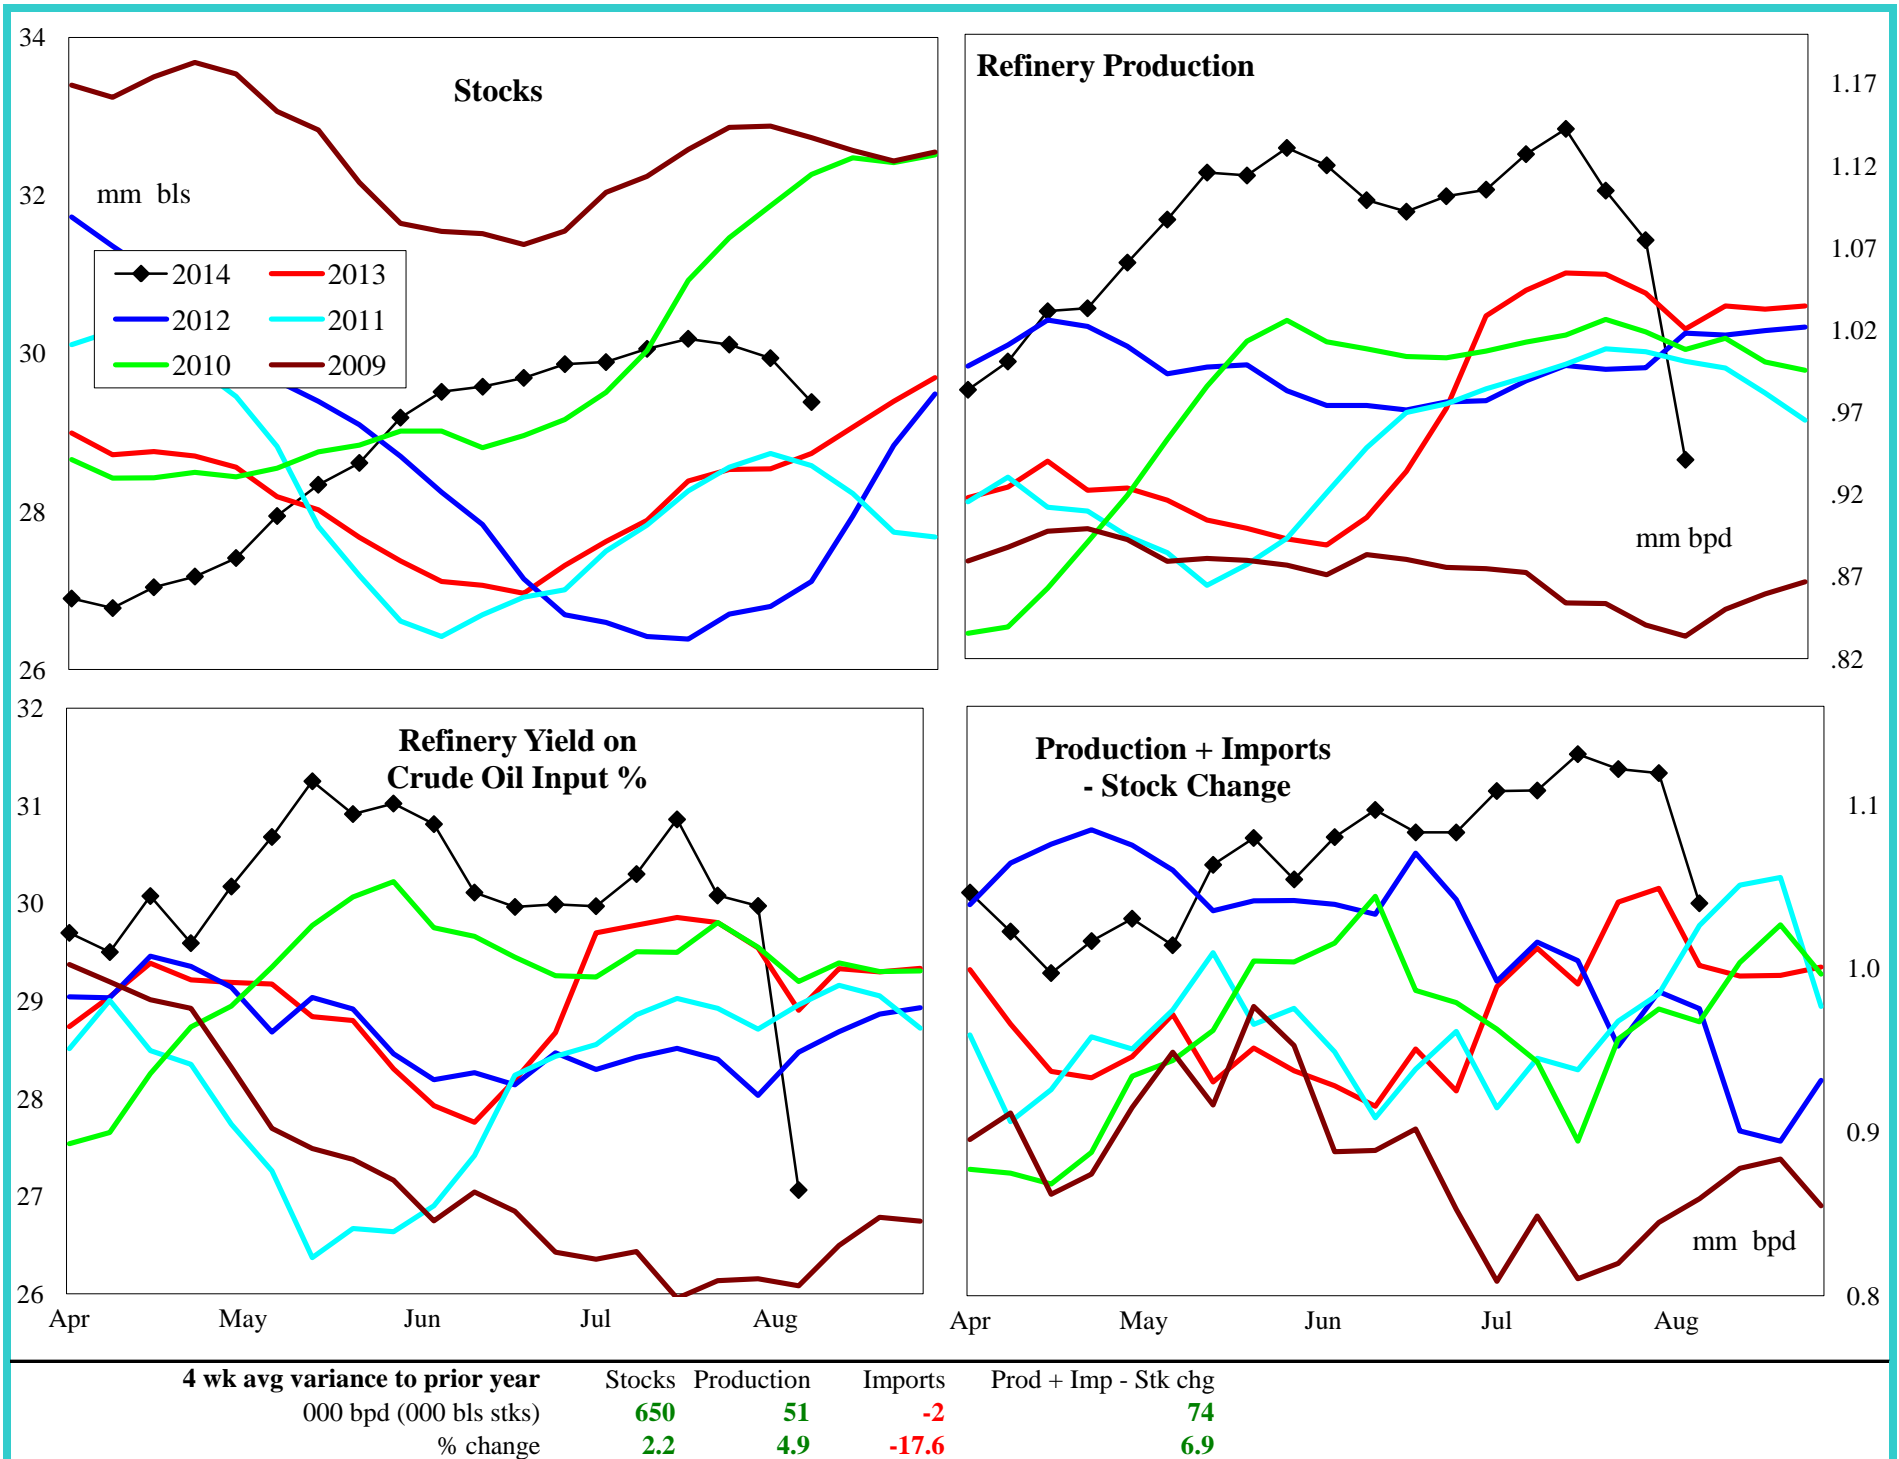 34
32
30
28
26
Stocks
mm bls
2014
2013
2012
2011
2010
2009
Refinery Production
1.17
1.12
1.07
1.02
.97
.92
.87
.82
mm bpd
32
31
30
29
28
27
26
Refinery Yield on
Crude Oil Input %
Apr May Jun Jul Aug
Production + Imports
- Stock Change
1.1
1.0
0.9
0.8
mm bpd
Apr May Jun Jul Aug
4 wk avg variance to prior year Stocks Production Imports Prod + Imp - Stk chg
000 bpd (000 bls stks) 650 51 -2 74
% change 2.2 4.9 -17.6 6.9